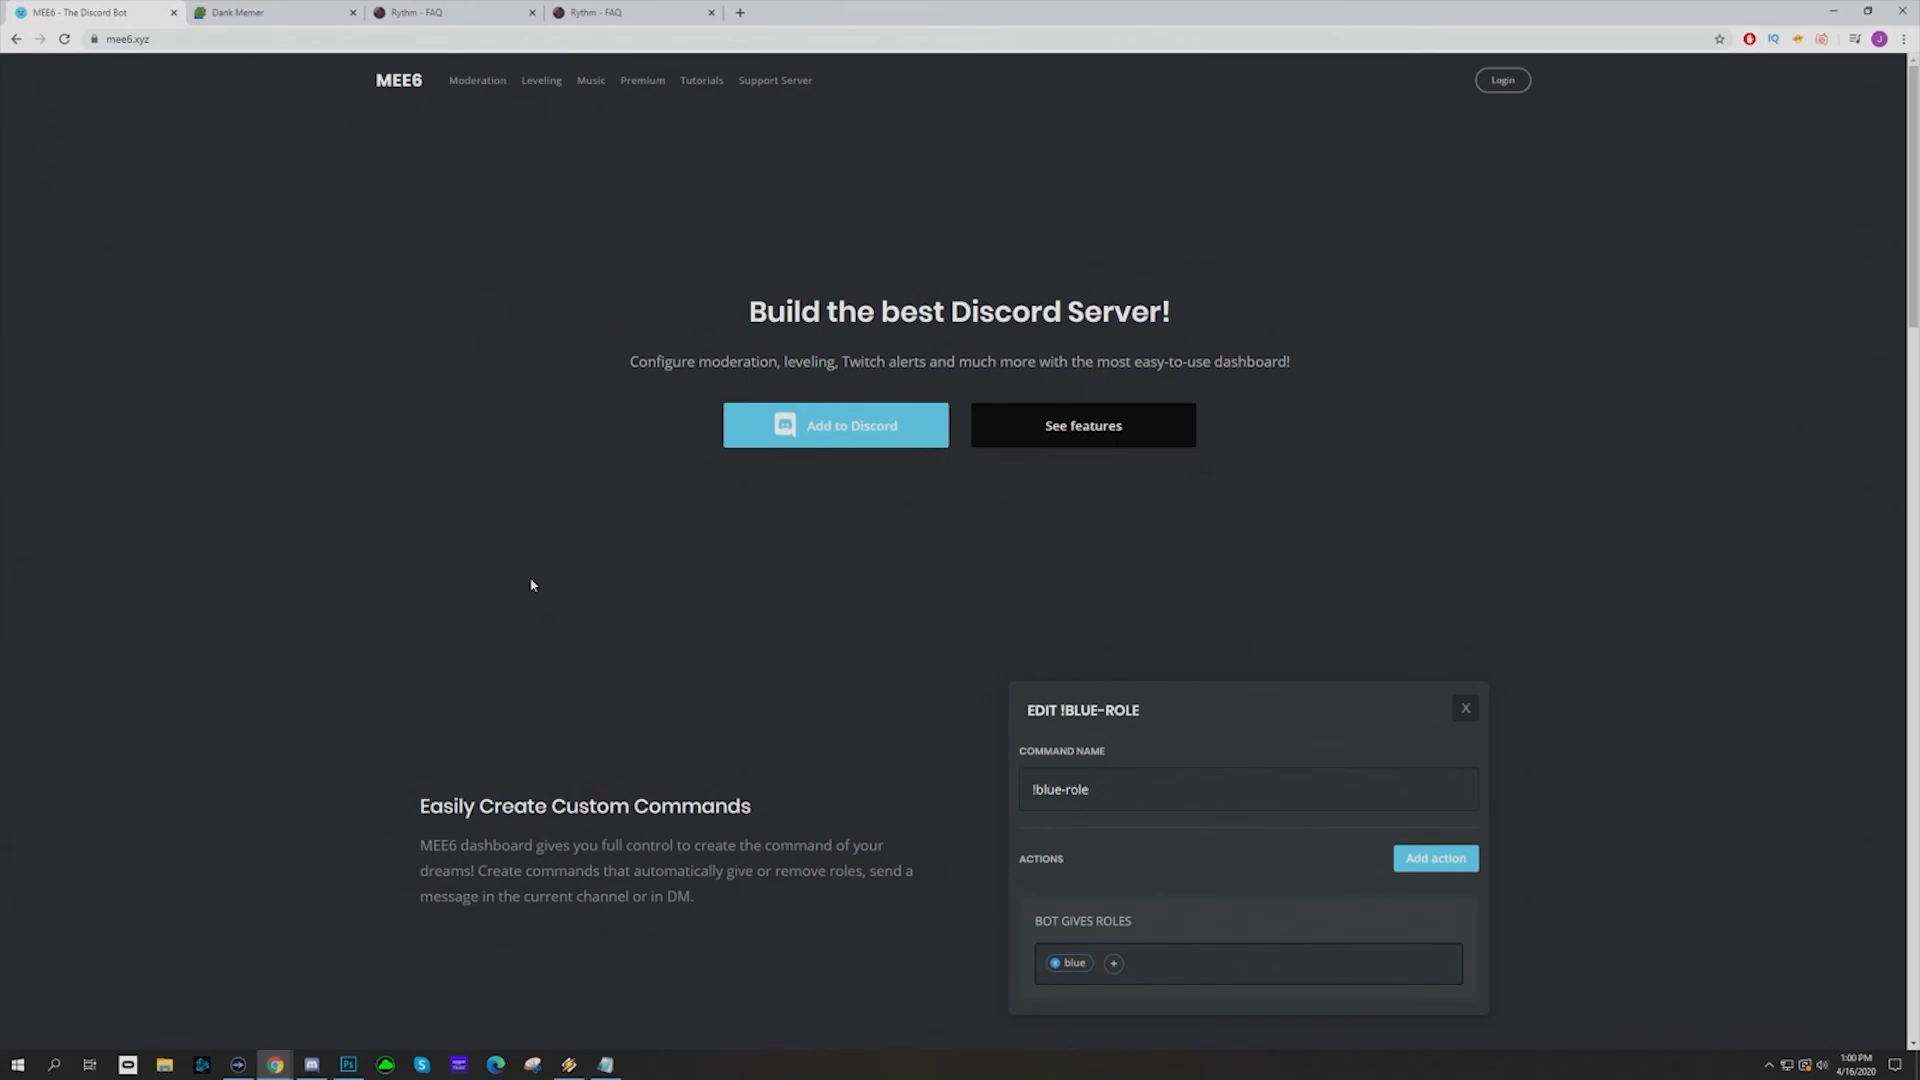 MEE6 - The Discord Bot
Dank Memer
Rythm - FAQ
Rythm - FAQ
mee6.xyz
MEE6
Moderation
Leveling
Music
Premium
Tutorials
Support Server
Login
Build the best Discord Server!
Configure moderation, leveling, Twitch alerts and much more with the most easy-to-use dashboard!
Add to Discord
See features
Easily Create Custom Commands
MEE6 dashboard gives you full control to create the command of your
dreams! Create commands that automatically give or remove roles, send a
message in the current channel or in DM.
EDIT !BLUE-ROLE
X
COMMAND NAME
!blue-role
ACTIONS
Add action
BOT GIVES ROLES
blue
+
1:00 PM
4/16/2020